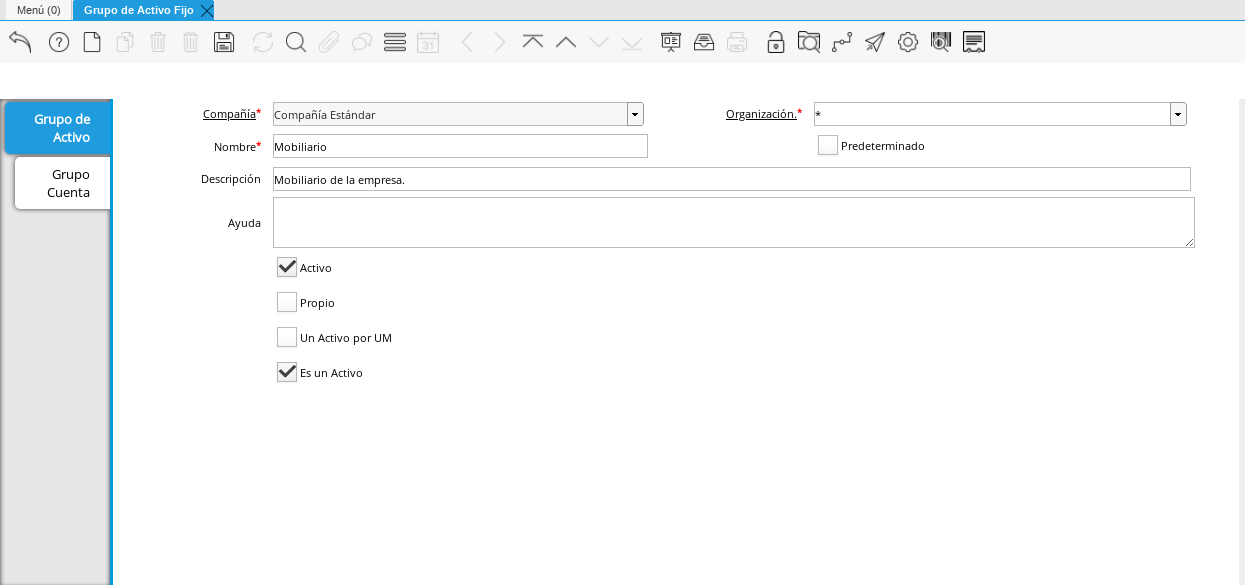 Menú (0)
Grupo de Activo Fijo
31
Grupo de
Activo
Grupo
Cuenta
Compañía*
Compañía Estándar
Organización.*
*
Nombre*
Mobiliario
Predeterminado
Descripción
Mobiliario de la empresa.
Ayuda
Activo
Propio
Un Activo por UM
Es un Activo